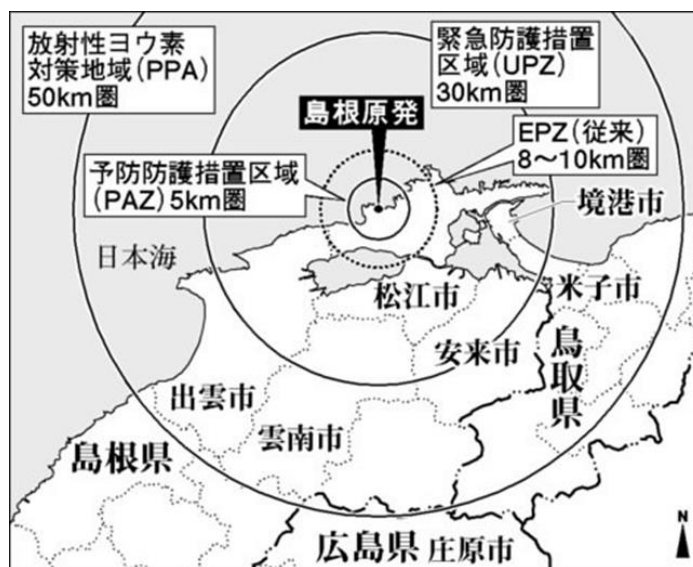 放射性ヨウ素
対策地域(PPA)
50km圏
緊急防護措置
区域(UPZ)
30km圏
島根原発
EPZ(従来)
8〜10km圏
予防防護措置区域
(PAZ)5km圏
境港市
日本海
松江市
米子市
安来市
鳥取県
出雲市
雲南市
島根県
広島県
庄原市
N